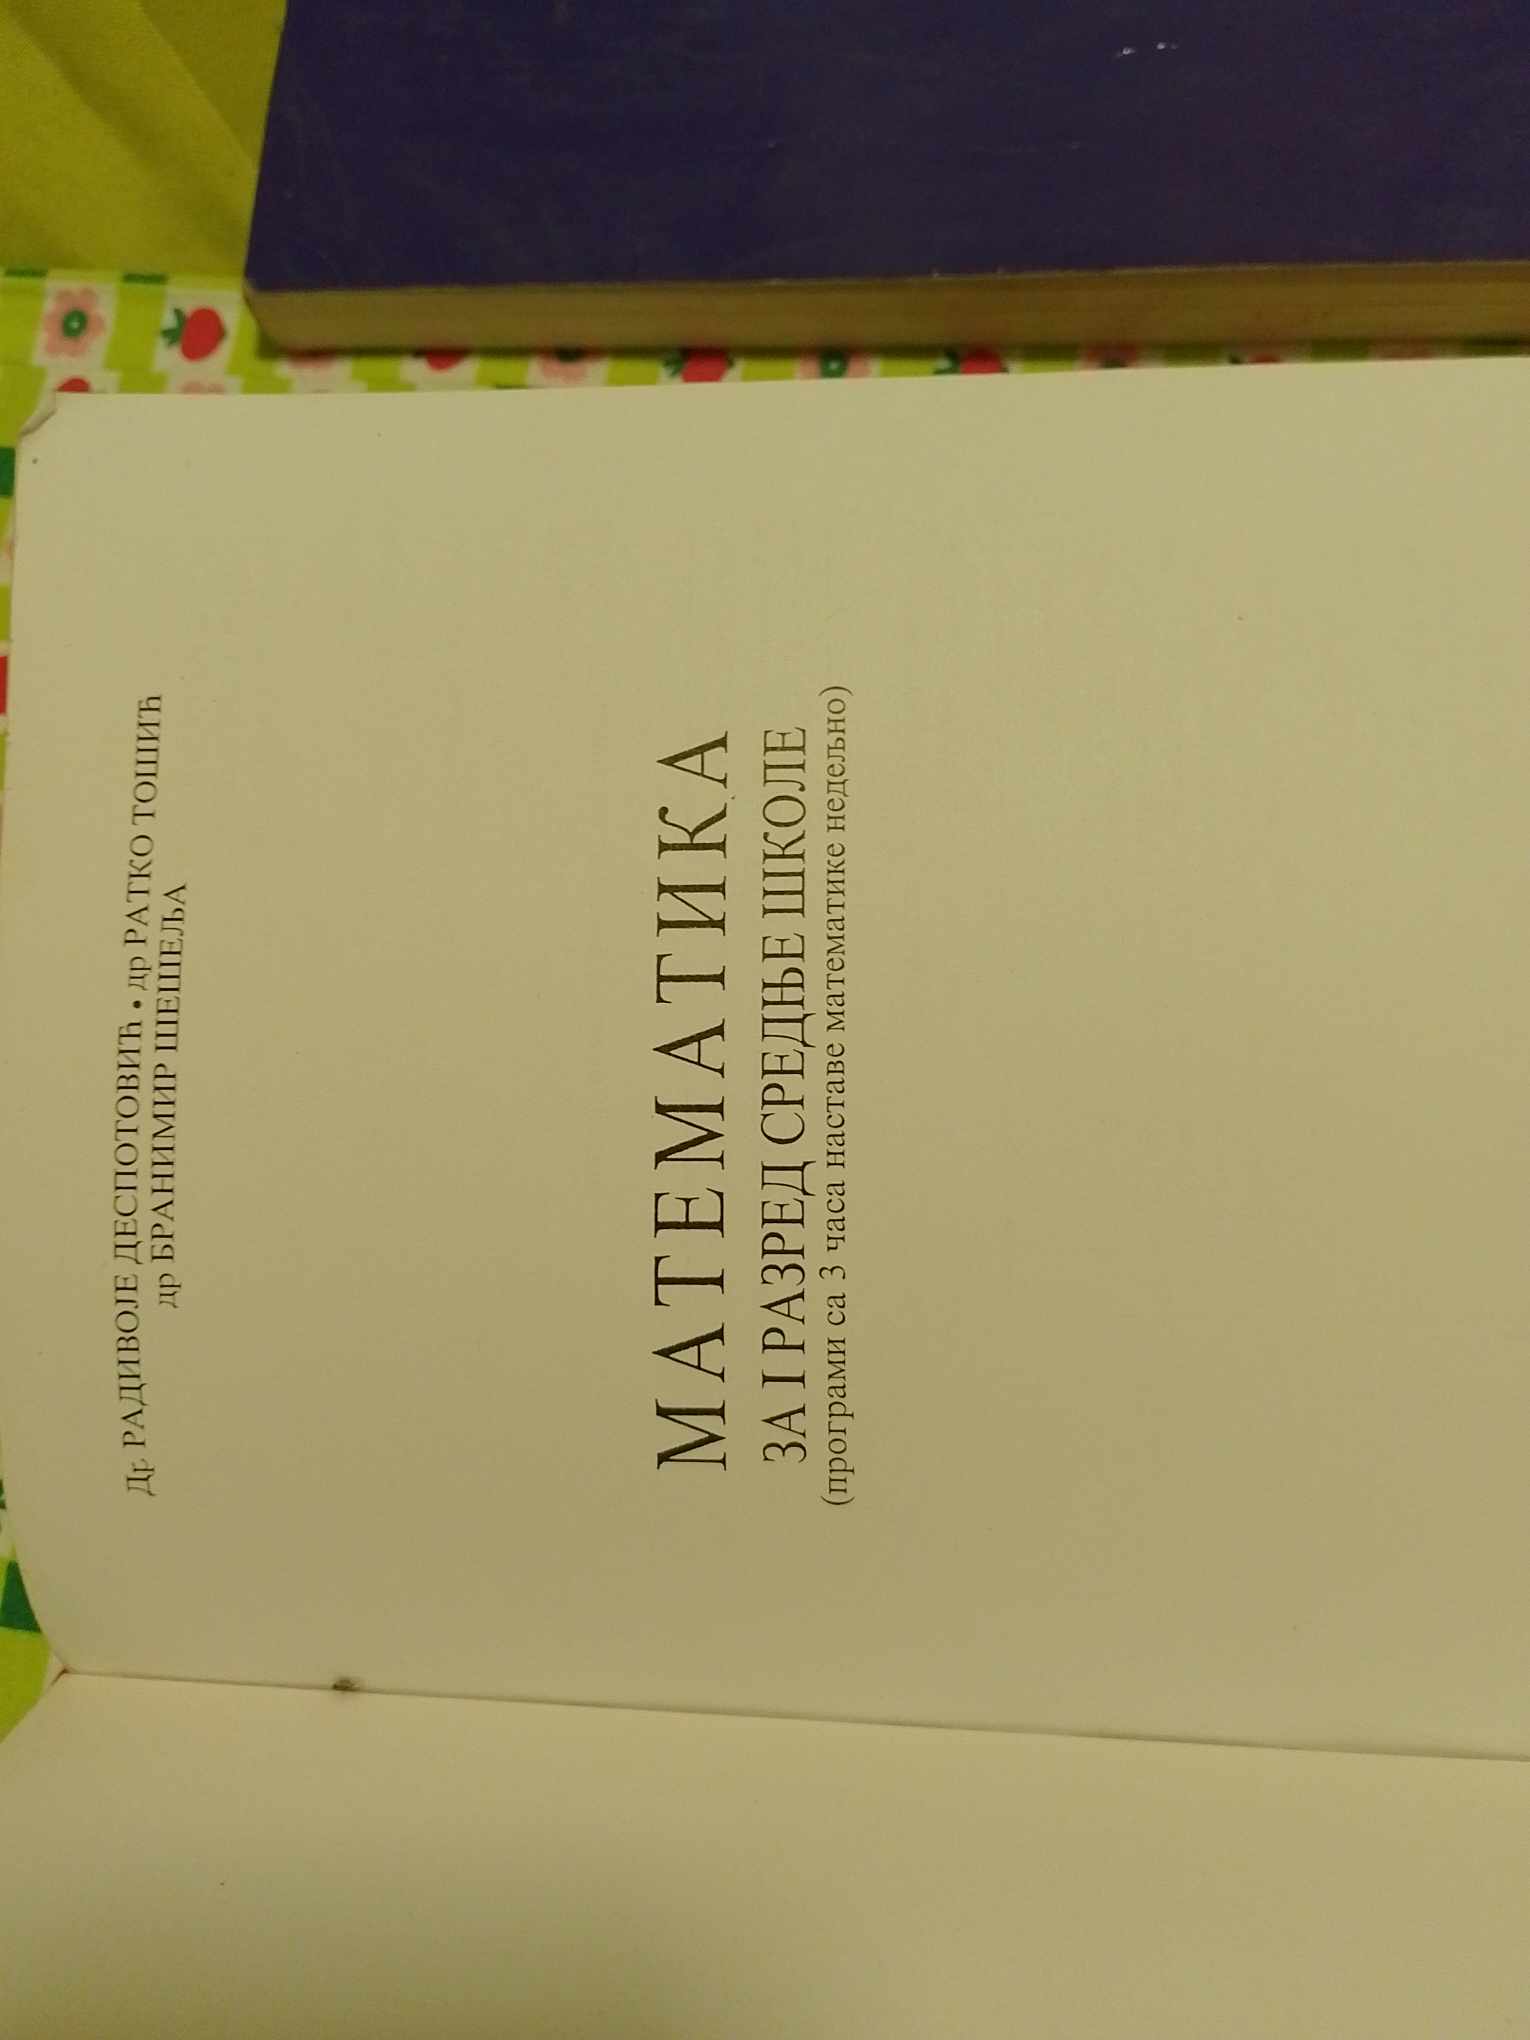 Др РАДИВОЈЕ ДЕСПОТОВИЋ • др РАТКО ТОШИЋ
др БРАНИМИР ШЕШЕЉА
МАТЕМАТИКА
ЗА I РАЗРЕД СРЕДЊЕ ШКОЛЕ
(програми са 3 часа наставе математике недељно)